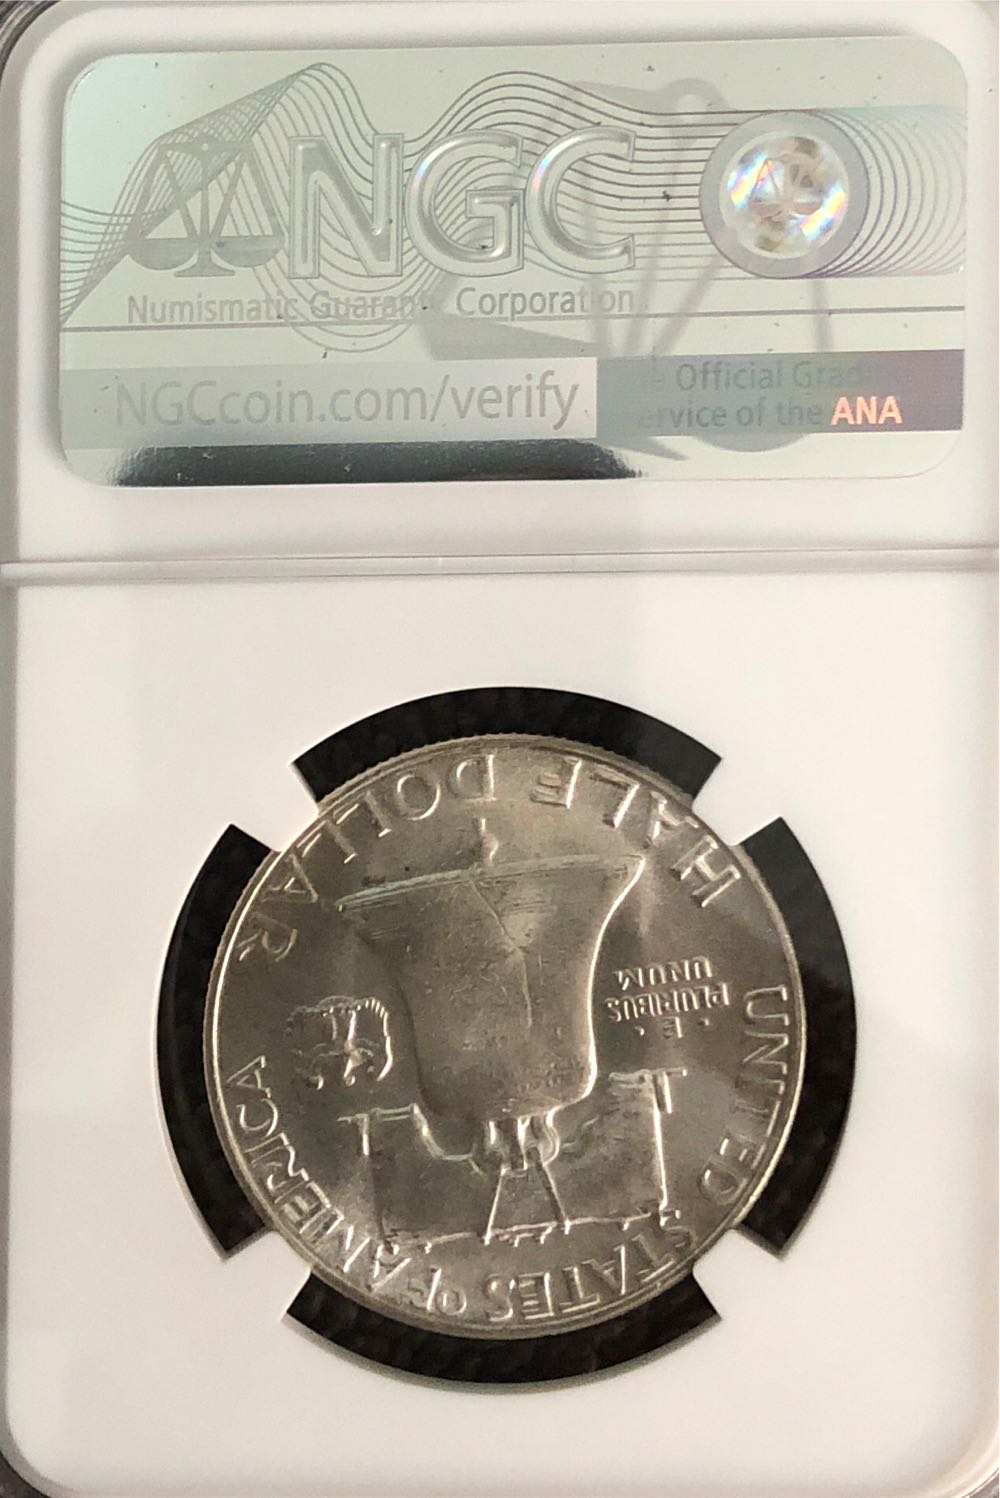 NGC
Numismatic Guaranty Corporation
NGCcoin.com/verify
Official Grading
Service of the ANA
UNITED STATES OF AMERICA
E
PLURIBUS
UNUM
HALF DOLLAR